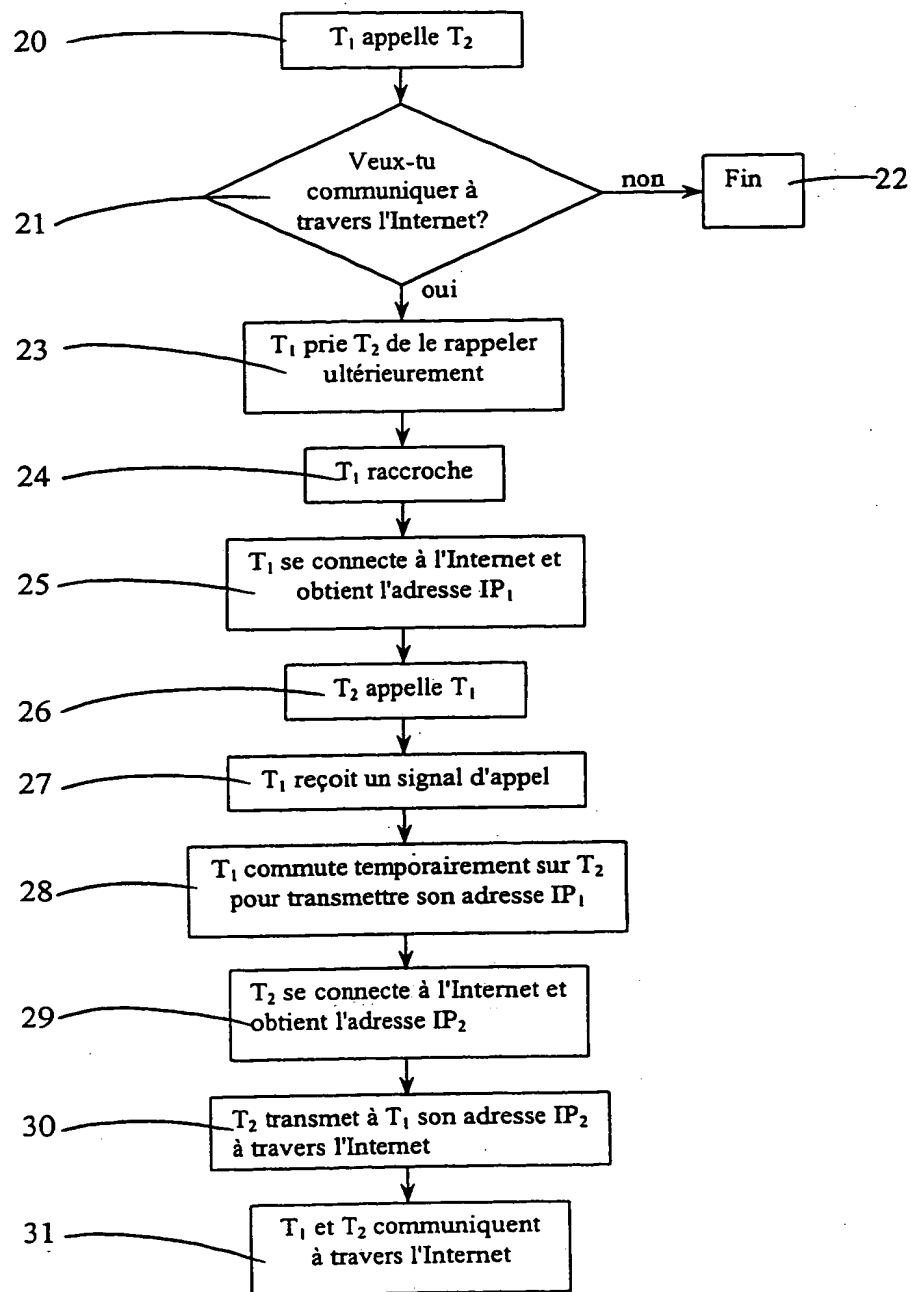 20
T₁ appelle T₂
Veux-tu
communiquer à
travers l'Internet?
21
non
Fin
22
oui
23
T₁ prie T₂ de le rappeler
ultérieurement
24
T₁ raccroche
25
T₁ se connecte à l'Internet et
obtient l'adresse IP₁
26
T₂ appelle T₁
27
T₁ reçoit un signal d'appel
28
T₁ commute temporairement sur T₂
pour transmettre son adresse IP₁
29
T₂ se connecte à l'Internet et
obtient l'adresse IP₂
30
T₂ transmet à T₁ son adresse IP₂
à travers l'Internet
31
T₁ et T₂ communiquent
à travers l'Internet